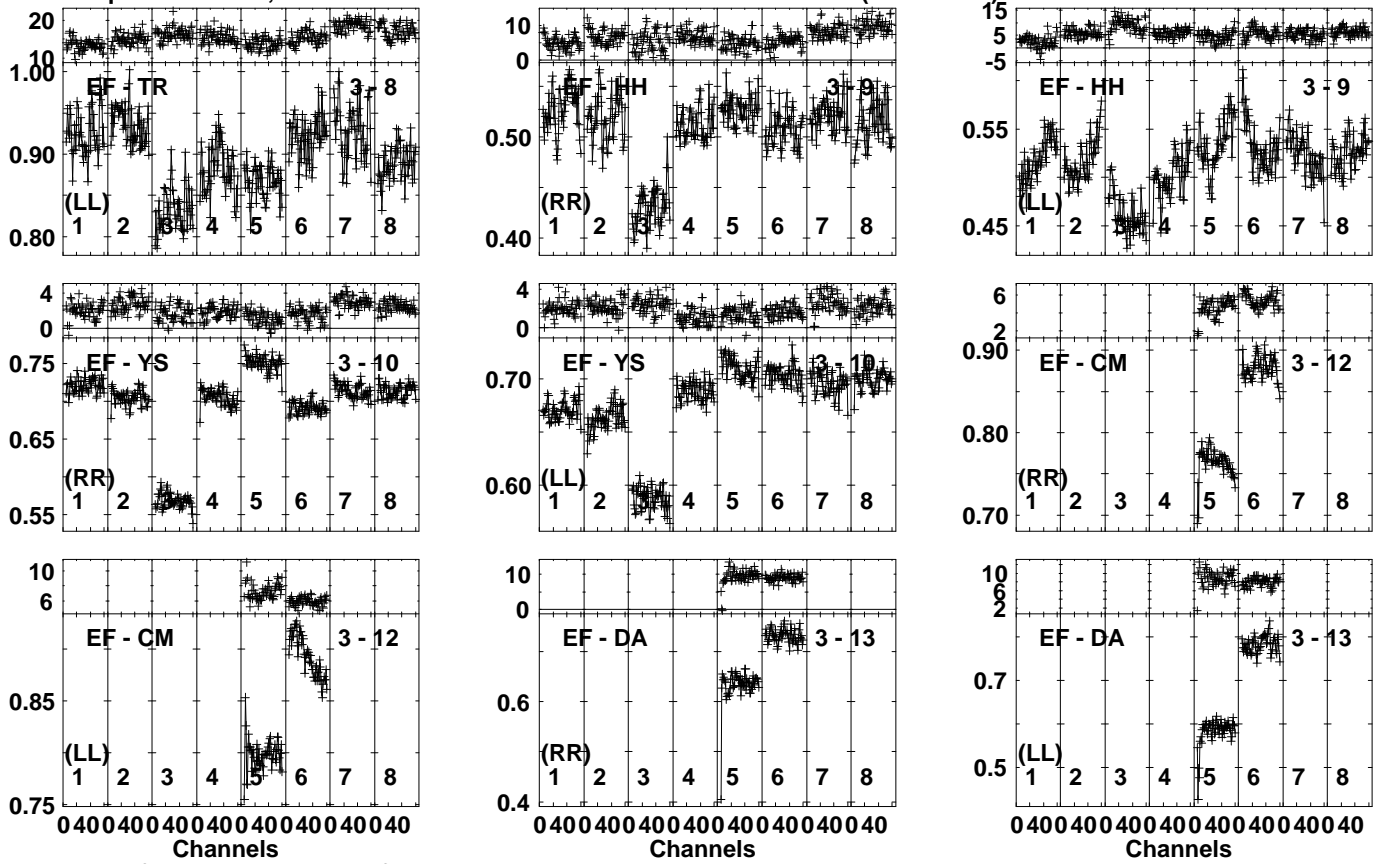 20 10 15
10 0 5
-5
1.00 EF - TR 3 - 8 EF - HH 3 - 9 EF - HH 3 - 9
0.90 0.50 0.55
(LL) (RR) (LL)
0.80 0.40 0.45
1 2 3 4 5 6 7 8 1 2 3 4 5 6 7 8 1 2 3 4 5 6 7 8
4 4 6
0 0 2
0.75 EF - YS 3 - 10 0.70 EF - YS 3 - 10 0.90 EF - CM 3 - 12
0.65 0.80
(RR) (LL) 0.60 (RR)
0.55 0.70
1 2 3 4 5 6 7 8 1 2 3 4 5 6 7 8 1 2 3 4 5 6 7 8
10 10 10
6 0 6
2
EF - CM 3 - 12 EF - DA 3 - 13 EF - DA 3 - 13
0.85 0.6 0.7
(LL) (RR) (LL)
0.75 0.4 0.5
1 2 3 4 5 6 7 8 1 2 3 4 5 6 7 8 1 2 3 4 5 6 7 8
0 40 0 40 0 40 0 40 0 40 0 40 0 40 0 40 0 40 0 40 0 40 0 40 0 40 0 40 0 40 0 40 0 40 0 40 0 40 0 40 0 40 0 40 0 40 0 40
Channels Channels Channels